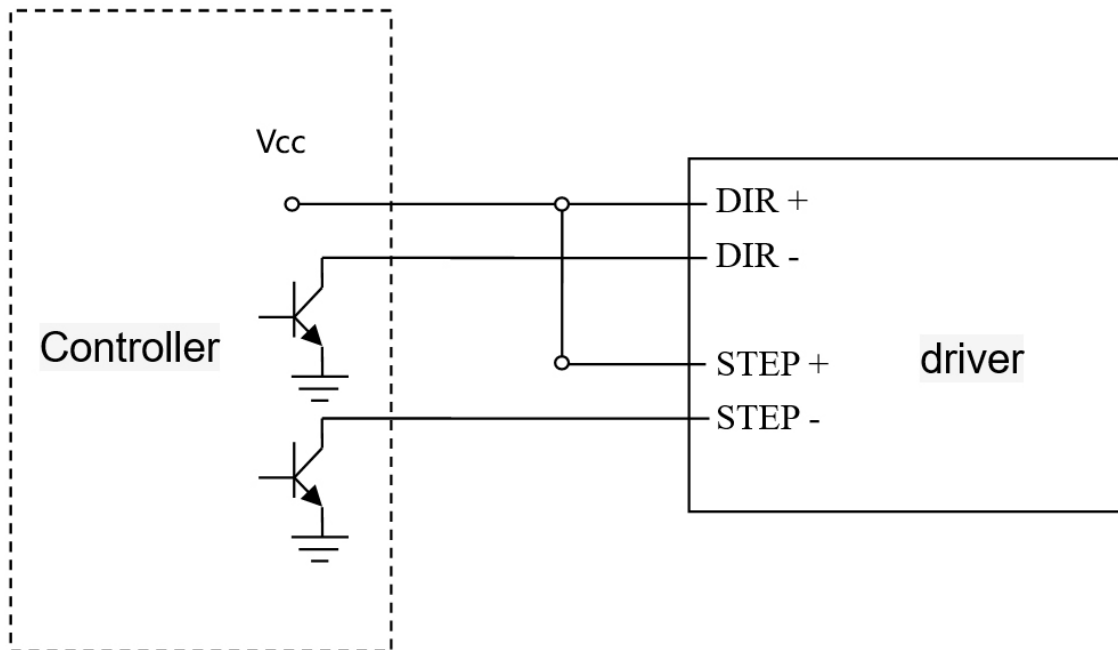 Vcc
DIR +
DIR -
Controller
STEP +
driver
STEP -